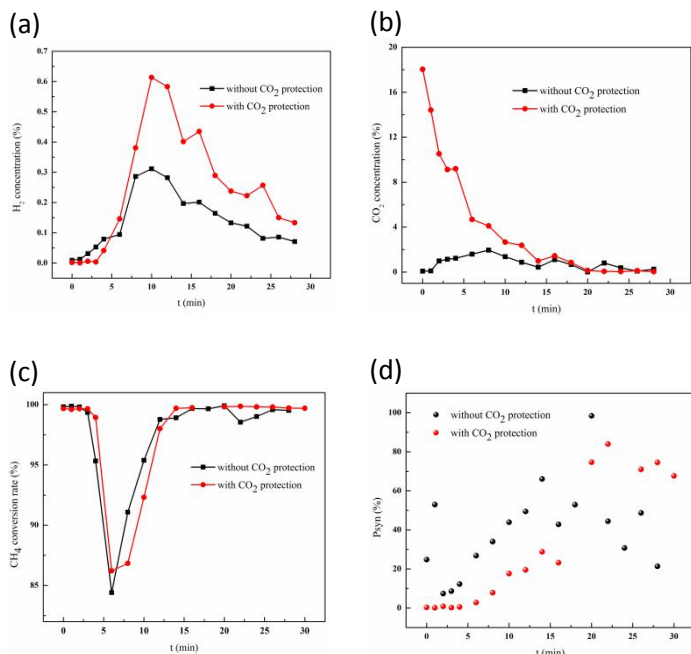 (a)
0.7
0.6
0.5
0.4
0.3
0.2
0.1
0.0
H2 concentration (%)
without CO2 protection
with CO2 protection
0 5 10 15 20 25 30
t (min)
(b)
18
16
12
8
4
0
CO2 concentration (%)
without CO2 protection
with CO2 protection
0 5 10 15 20 25 30
t (min)
(c)
100
95
90
85
CH4 conversion rate (%)
without CO2 protection
with CO2 protection
0 5 10 15 20 25 30
t (min)
(d)
100
80
60
40
20
0
Psyn (%)
without CO2 protection
with CO2 protection
0 5 10 15 20 25 30
t (min)